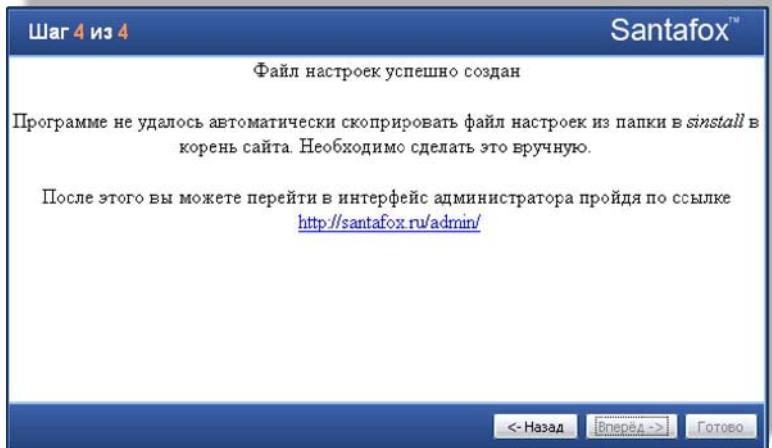 Шаг 4 из 4
Santafox™
Файл настроек успешно создан
Программе не удалось автоматически скоприровать файл настроек из папки в sinstall в
корень сайта. Необходимо сделать это вручную.
После этого вы можете перейти в интерфейс администратора пройдя по ссылке
http://santafox.ru/admin/
<- Назад
Вперёд ->
Готово